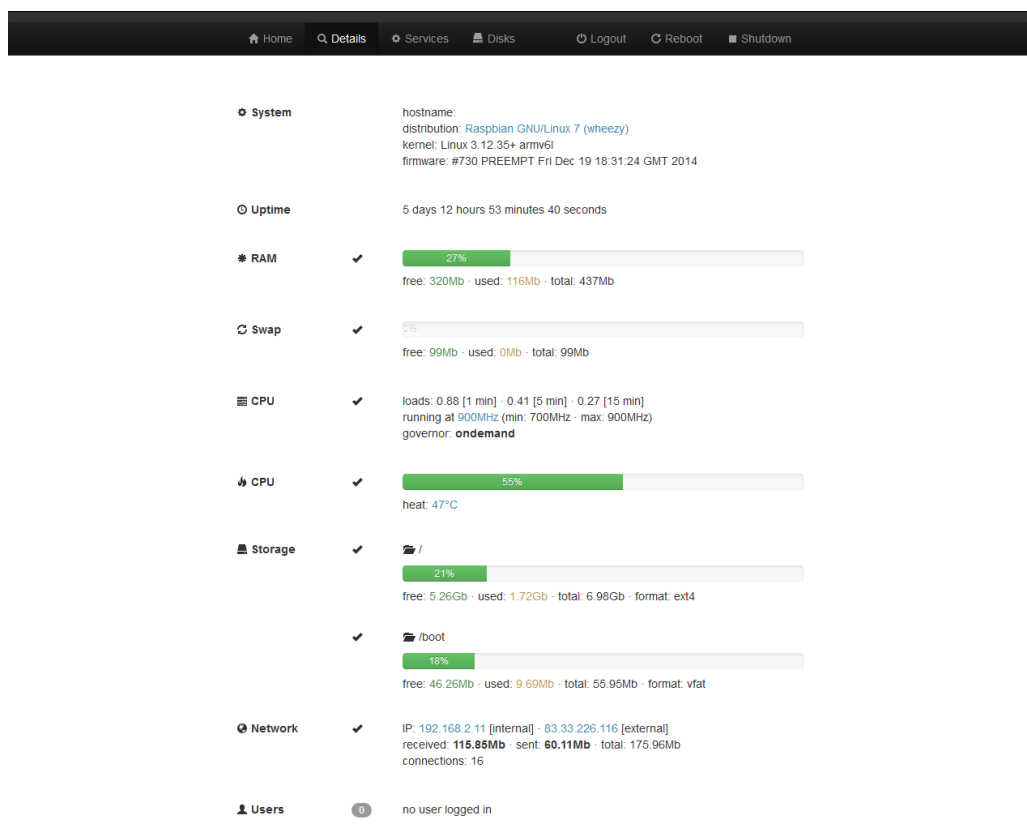 Home Details Services Disks Logout Reboot Shutdown
System
hostname:
distribution: Raspbian GNU/Linux 7 (wheezy)
kernel: Linux 3.12.35+ armv6l
firmware: #730 PREEMPT Fri Dec 19 18:31:24 GMT 2014
Uptime 5 days 12 hours 53 minutes 40 seconds
RAM 27%
free: 320Mb · used: 116Mb · total: 437Mb
Swap 0%
free: 99Mb · used: 0Mb · total: 99Mb
CPU loads: 0.88 [1 min] · 0.41 [5 min] · 0.27 [15 min]
running at 900MHz (min: 700MHz · max: 900MHz)
governor: ondemand
CPU 55%
heat: 47°C
Storage /
21%
free: 5.26Gb · used: 1.72Gb · total: 6.98Gb · format: ext4
/boot
18%
free: 46.26Mb · used: 9.69Mb · total: 55.95Mb · format: vfat
Network IP: 192.168.2.11 [internal] · 83.33.226.116 [external]
received: 115.85Mb · sent: 60.11Mb · total: 175.96Mb
connections: 16
Users 0 no user logged in